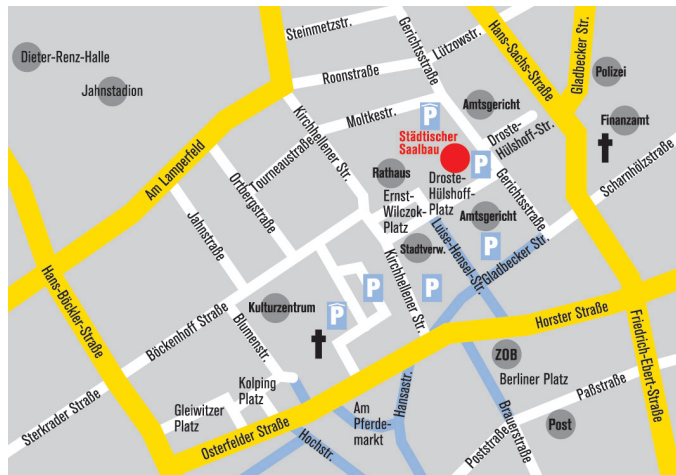 Steinmetzstr.
Gerichtsstraße
Lützowstr.
Hans-Sachs-Straße
Gladbecker Str.
Dieter-Renz-Halle
Jahnstadion
Roonstraße
Polizei
Moltkestr.
Kirchhellener Str.
P
Amtsgericht
Finanzamt
Städtischer
Saalbau
Droste-
Hülshoff-Str.
P
Am Lamperfeld
Tourneaustraße
Ortbergstraße
Rathaus
Droste-
Hülshoff-
Platz
Gerichtsstraße
Scharnhölzstraße
Ernst-
Wilczok-
Platz
Amtsgericht
Jahnstraße
Luise-Hensel-Str.
Stadtverw.
P
Gladbecker Str.
Kirchhellener Str.
Hans-Böckler-Straße
P
P
Kulturzentrum
P
Horster Straße
Böckenhoff Straße
Blumenstr.
Friedrich-Ebert-Straße
ZOB
Berliner Platz
Kolping
Platz
Hansastr.
Paßstraße
Sterkrader Straße
Gleiwitzer
Platz
Am
Pferde-
markt
Brauerstraße
Post
Osterfelder Straße
Hochstr.
Poststraße